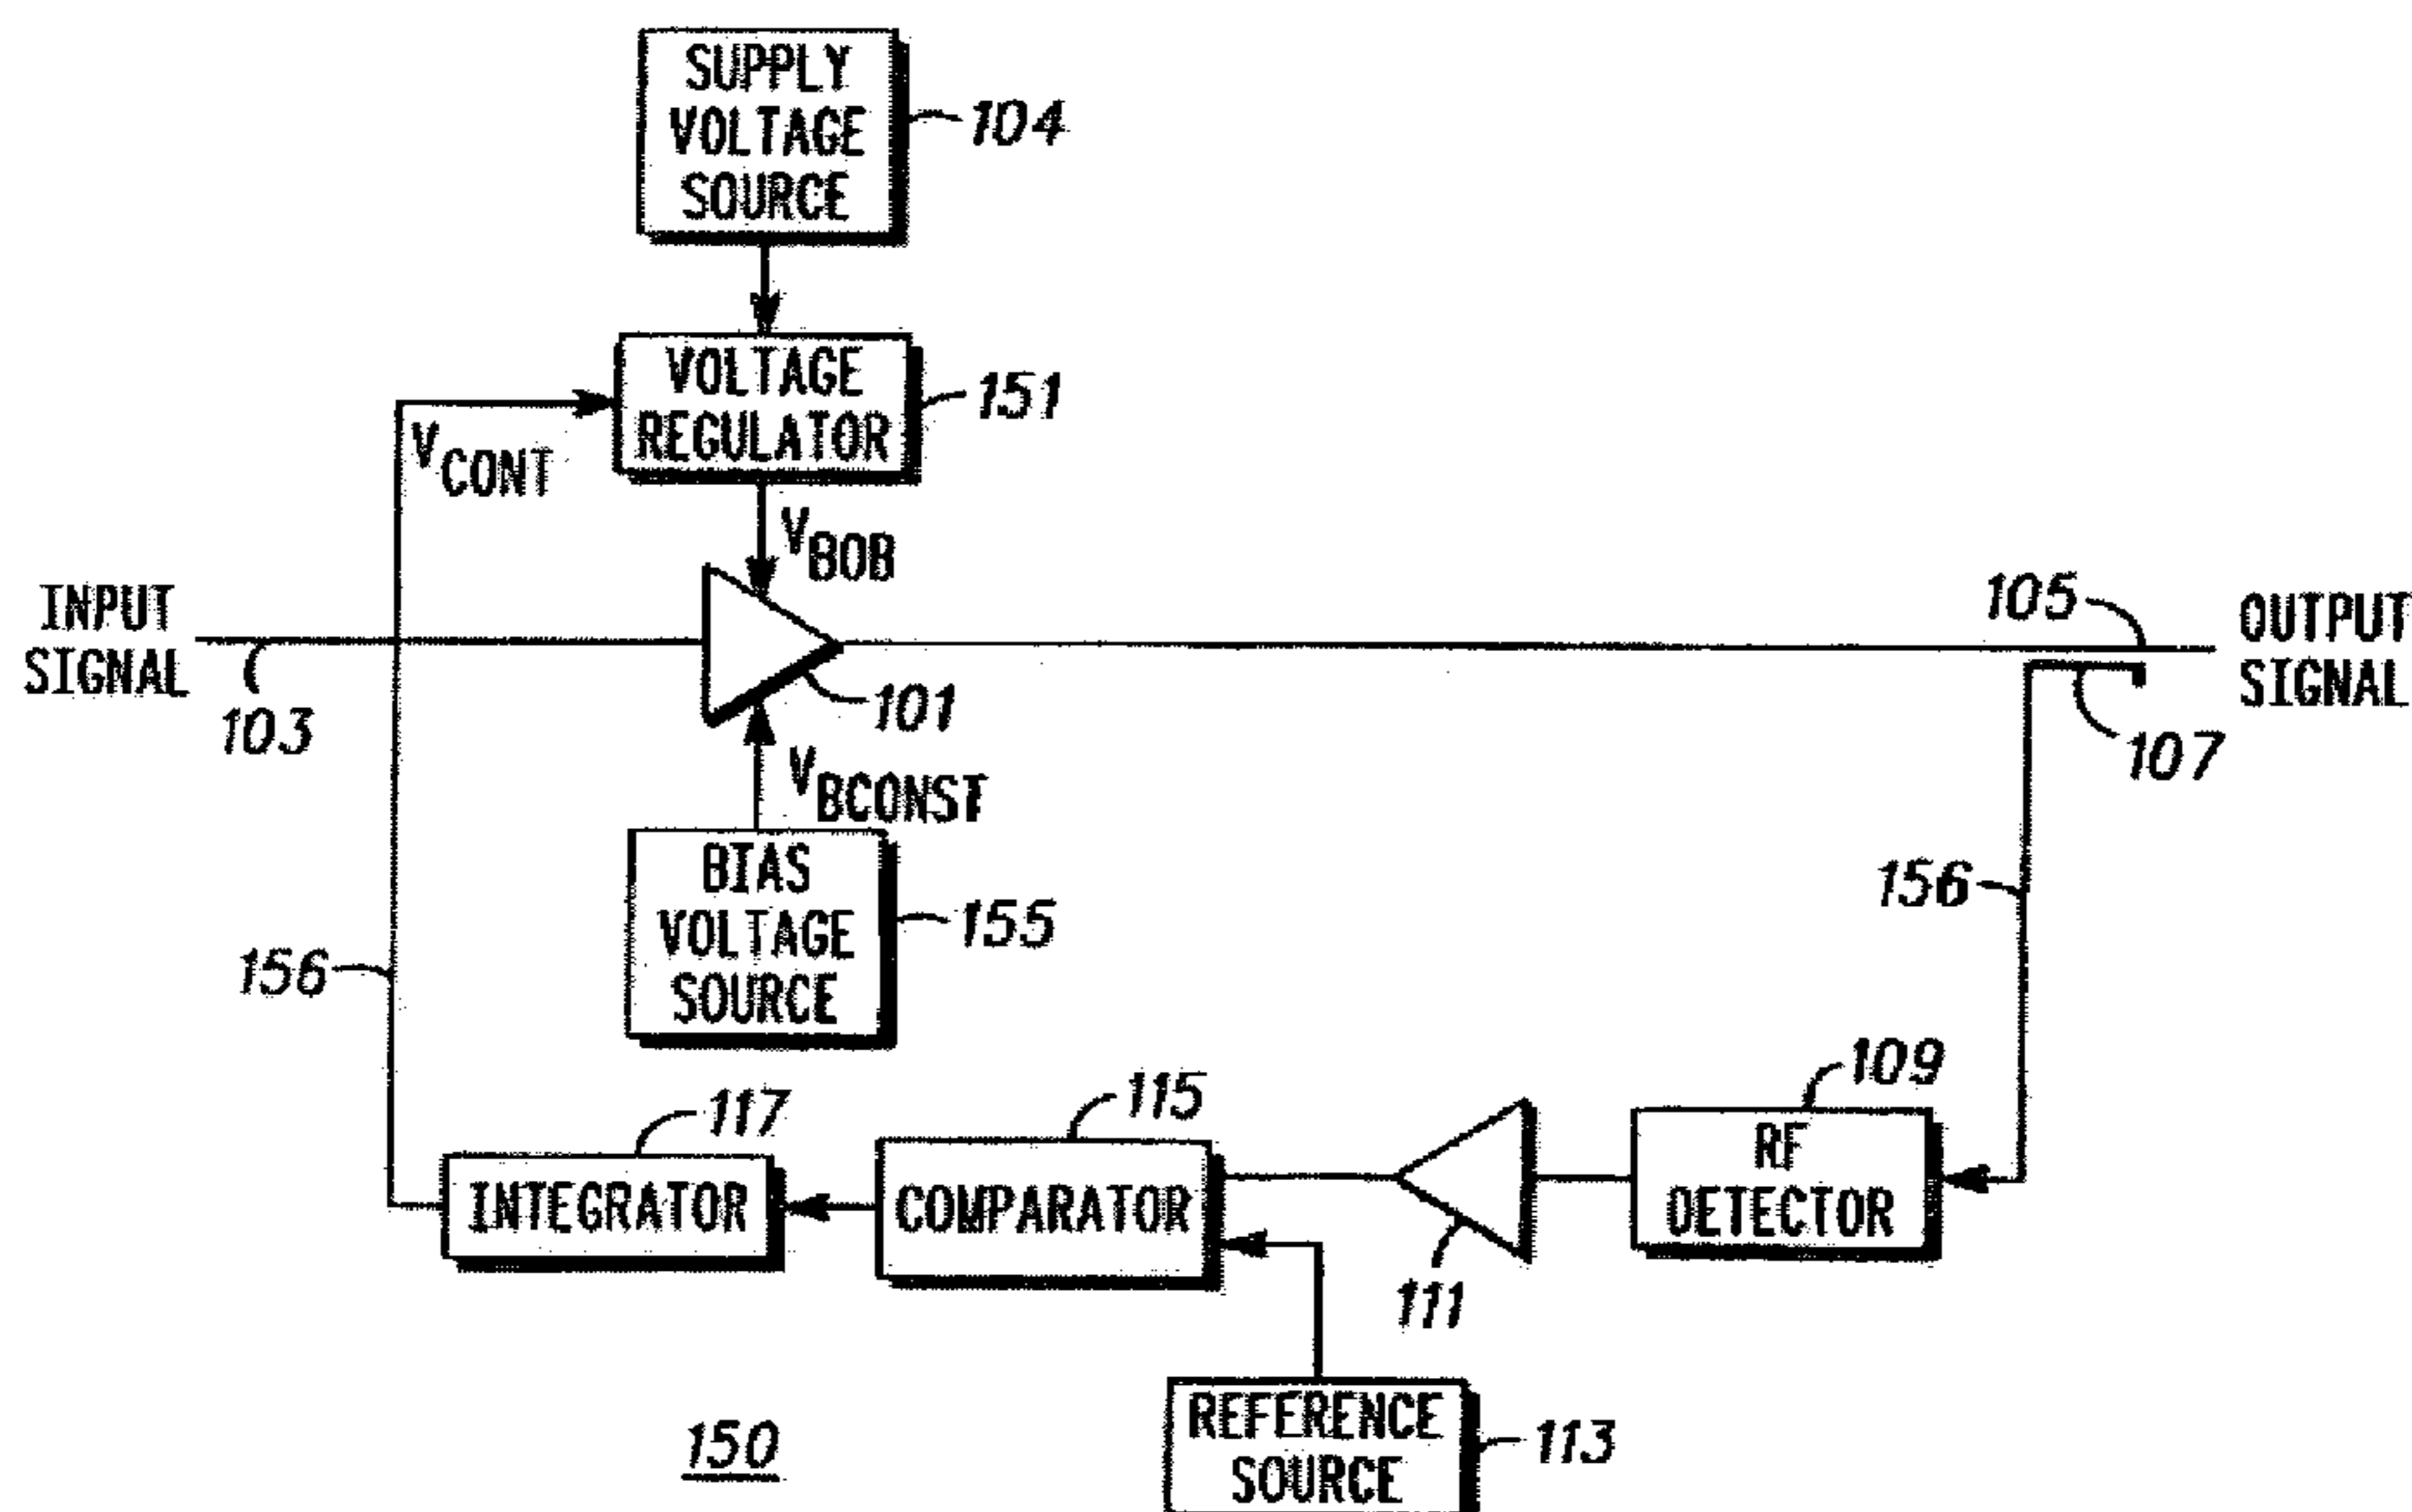 SUPPLY
VOLTAGE
SOURCE
104
VOLTAGE
REGULATOR
151
VCONT
VBOB
INPUT
SIGNAL
103
101
105
OUTPUT
SIGNAL
107
VBCONST
BIAS
VOLTAGE
SOURCE
155
156
156
109
RF
DETECTOR
111
115
COMPARATOR
117
INTEGRATOR
REFERENCE
SOURCE
113
150